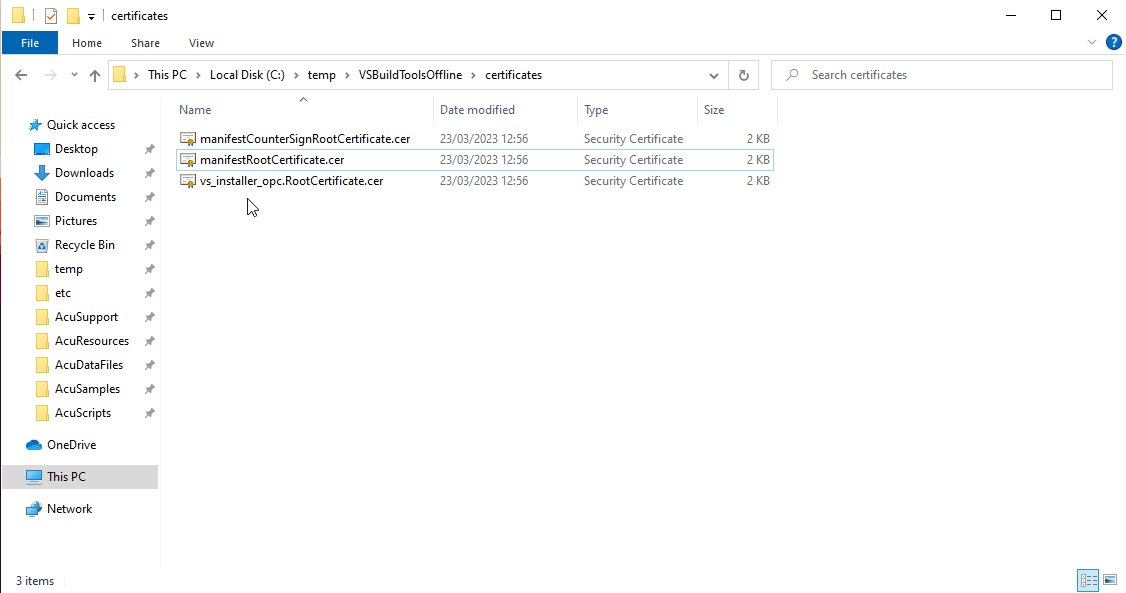 certificates
File Home Share View
?
This PC Local Disk (C:) temp VSBuildToolsOffline certificates
Search certificates
Name Date modified Type Size
manifestCounterSignRootCertificate.cer 23/03/2023 12:56 Security Certificate 2 KB
manifestRootCertificate.cer 23/03/2023 12:56 Security Certificate 2 KB
vs_installer_opc.RootCertificate.cer 23/03/2023 12:56 Security Certificate 2 KB
Quick access
Desktop
Downloads
Documents
Pictures
Recycle Bin
temp
etc
AcuSupport
AcuResources
AcuDataFiles
AcuSamples
AcuScripts
OneDrive
This PC
Network
3 items